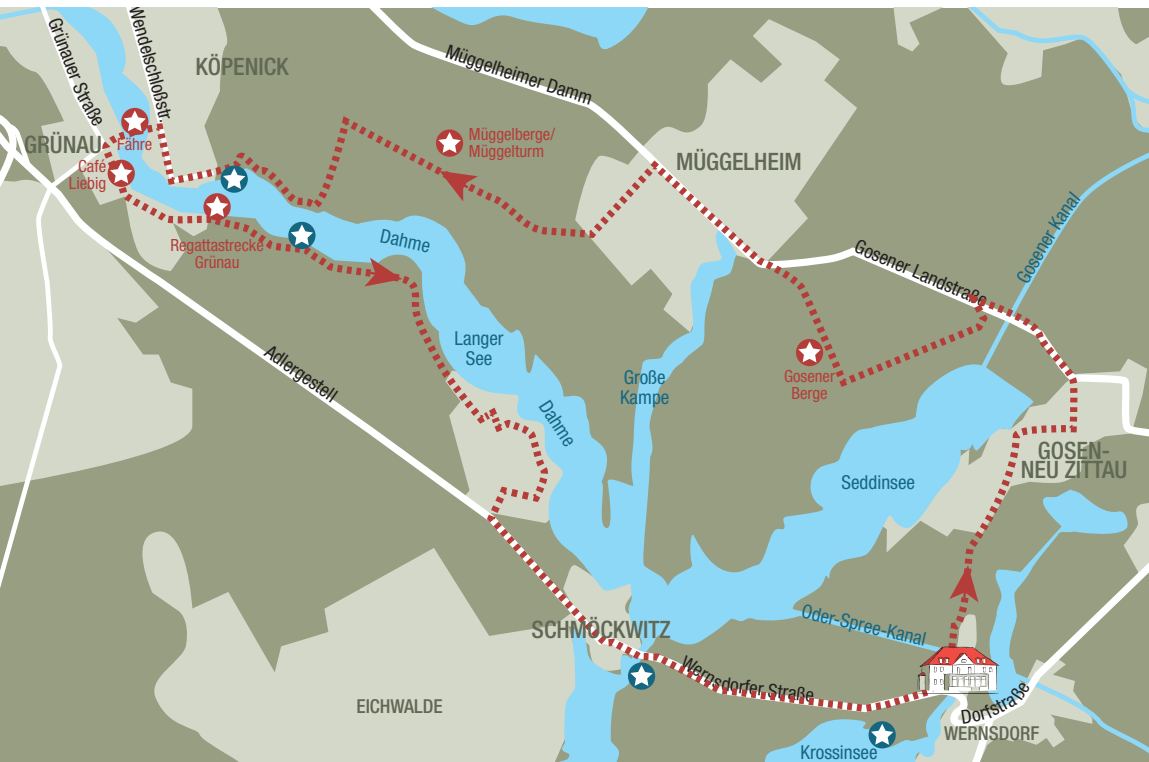 Grünauer Straße
Wendelschloßstr.
KÖPENICK
Müggelheimer Damm
GRÜNAU
Fähre
Café
Liebig
Müggelberge/
Müggelturm
MÜGGELHEIM
Regattastrecke
Grünau
Dahme
Gosener Landstraße
Gosener Kanal
Langer
See
Adlergestell
Große
Kampe
Gosener
Berge
Dahme
GOSEN-
NEU ZITTAU
Seddinsee
SCHMÖCKWITZ
Oder-Spree-Kanal
Wernsdorfer Straße
EICHWALDE
Dorfstraße
WERNSDORF
Krossinsee